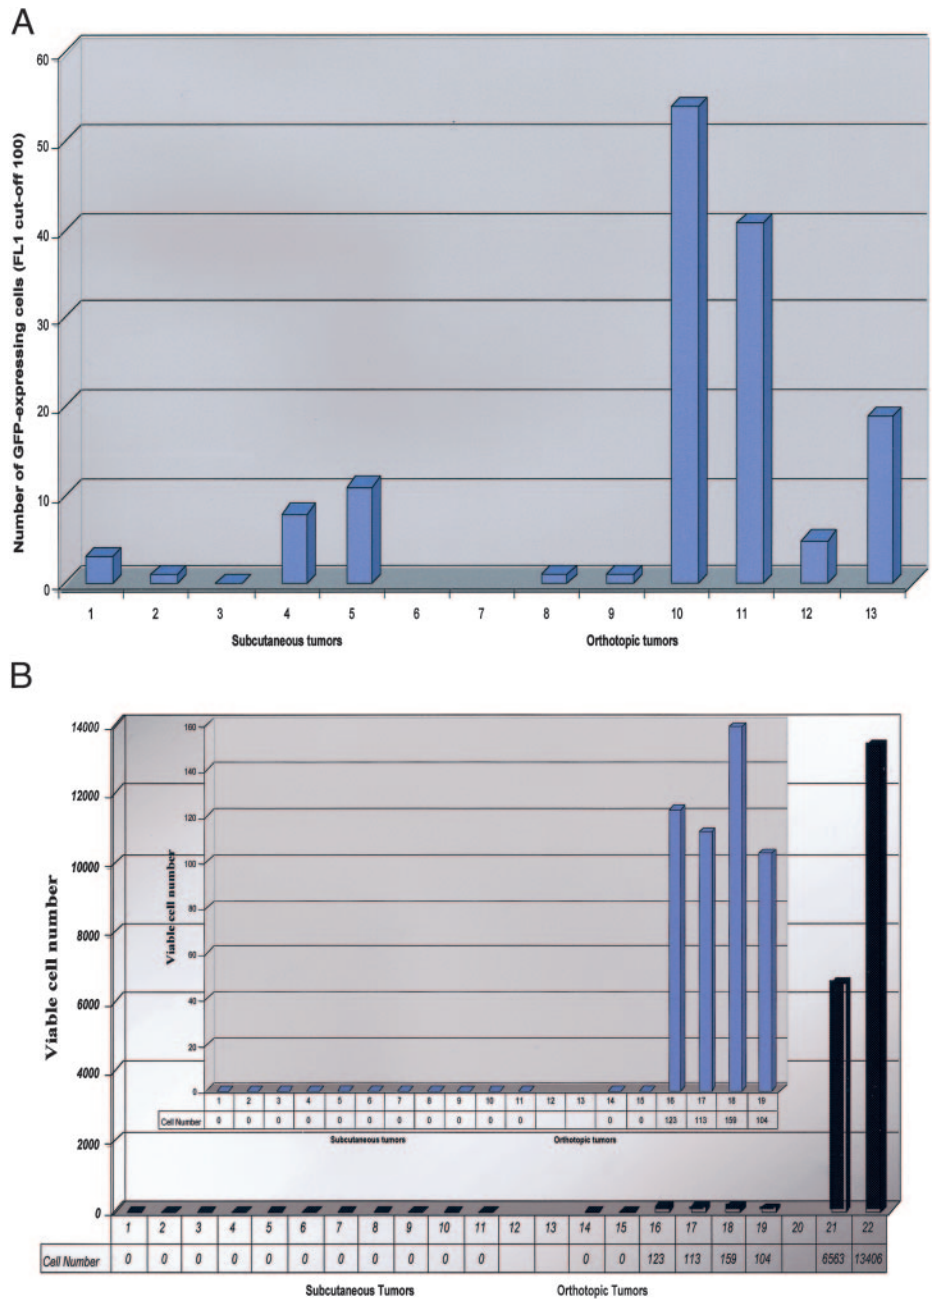 A
Number of GFP-expressing cells (FL1 cut-off 100)
60
50
40
30
20
10
0
1 2 3 4 5 6 7 8 9 10 11 12 13
Subcutaneous tumors Orthotopic tumors
B
Viable cell number
14000
12000
10000
8000
6000
4000
2000
0
Viable cell number
160
140
120
100
80
60
40
20
0
1 2 3 4 5 6 7 8 9 10 11 12 13 14 15 16 17 18 19
Cell Number 0 0 0 0 0 0 0 0 0 0 0 0 0 123 113 159 104
Subcutaneous tumors Orthotopic tumors
1 2 3 4 5 6 7 8 9 10 11 12 13 14 15 16 17 18 19 20 21 22
Cell Number 0 0 0 0 0 0 0 0 0 0 0 0 0 123 113 159 104 6563 13406
Subcutaneous Tumors Orthotopic Tumors